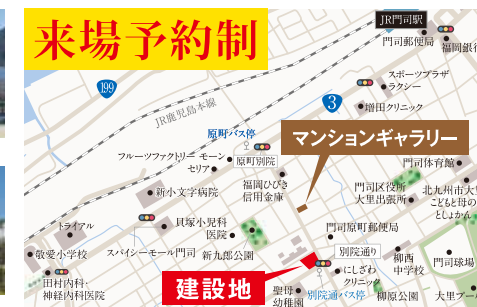 来場予約制
JR門司駅
門司郵便局
福岡銀行
199
JR鹿児島本線
スポーツプラザ
ラクシー
3
増田クリニック
原町バス停
原町別院
マンションギャラリー
フルーツファクトリー モーン
セリア
福岡ひびき
信用金庫
門司体育館
門司区役所
大里出張所
北九州市大
こどもと母の
としょかん
新小文字病院
トライアル
貝塚小児科
医院
門司原町郵便局
別院通り
敬愛小学校
スパイシーモール門司
新九郎公園
にしざわ
クリニック
柳西
中学校
門司球場
田村内科・
神経内科医院
建設地
聖母
幼稚園
別院通バス停
柳原公園
大里プー